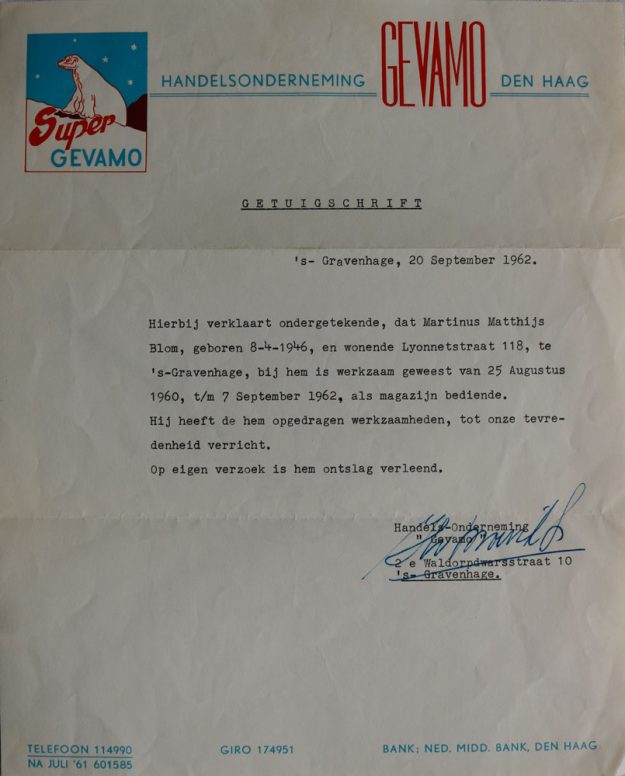 Super
GEVAMO
HANDELSONDERNEMING GEVAMO DEN HAAG
GETUIGSCHRIFT
's- Gravenhage, 20 September 1962.
Hierbij verklaart ondergetekende, dat Martinus Matthijs
Blom, geboren 8-4-1946, en wonende Lyonnetstraat 118, te
's-Gravenhage, bij hem is werkzaam geweest van 25 Augustus
1960, t/m 7 September 1962, als magazijn bediende.
Hij heeft de hem opgedragen werkzaamheden, tot onze tevre-
denheid verricht.
Op eigen verzoek is hem ontslag verleend.
Handels-Onderneming
" Gevamo "
2 e Waldorpdwarsstraat 10
's- Gravenhage.
TELEFOON 114990 GIRO 174951 BANK; NED. MIDD. BANK, DEN HAAG
NA JULI '61 601585